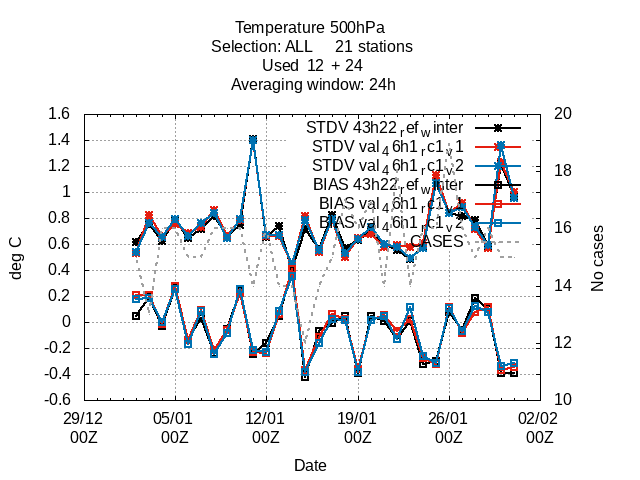 Temperature 500hPa
Selection: ALL 21 stations
Used 12 + 24
Averaging window: 24h
STDV 43h22_ref_winter
STDV val_46h1_rc1_v1
STDV val_46h1_rc1_v2
BIAS 43h22_ref_winter
BIAS val_46h1_rc1_v1
BIAS val_46h1_rc1_v2
CASES
deg C
1.6
1.4
1.2
1
0.8
0.6
0.4
0.2
0
-0.2
-0.4
-0.6
No cases
20
18
16
14
12
10
29/12 05/01 12/01 19/01 26/01 02/02
00Z 00Z 00Z 00Z 00Z 00Z
Date